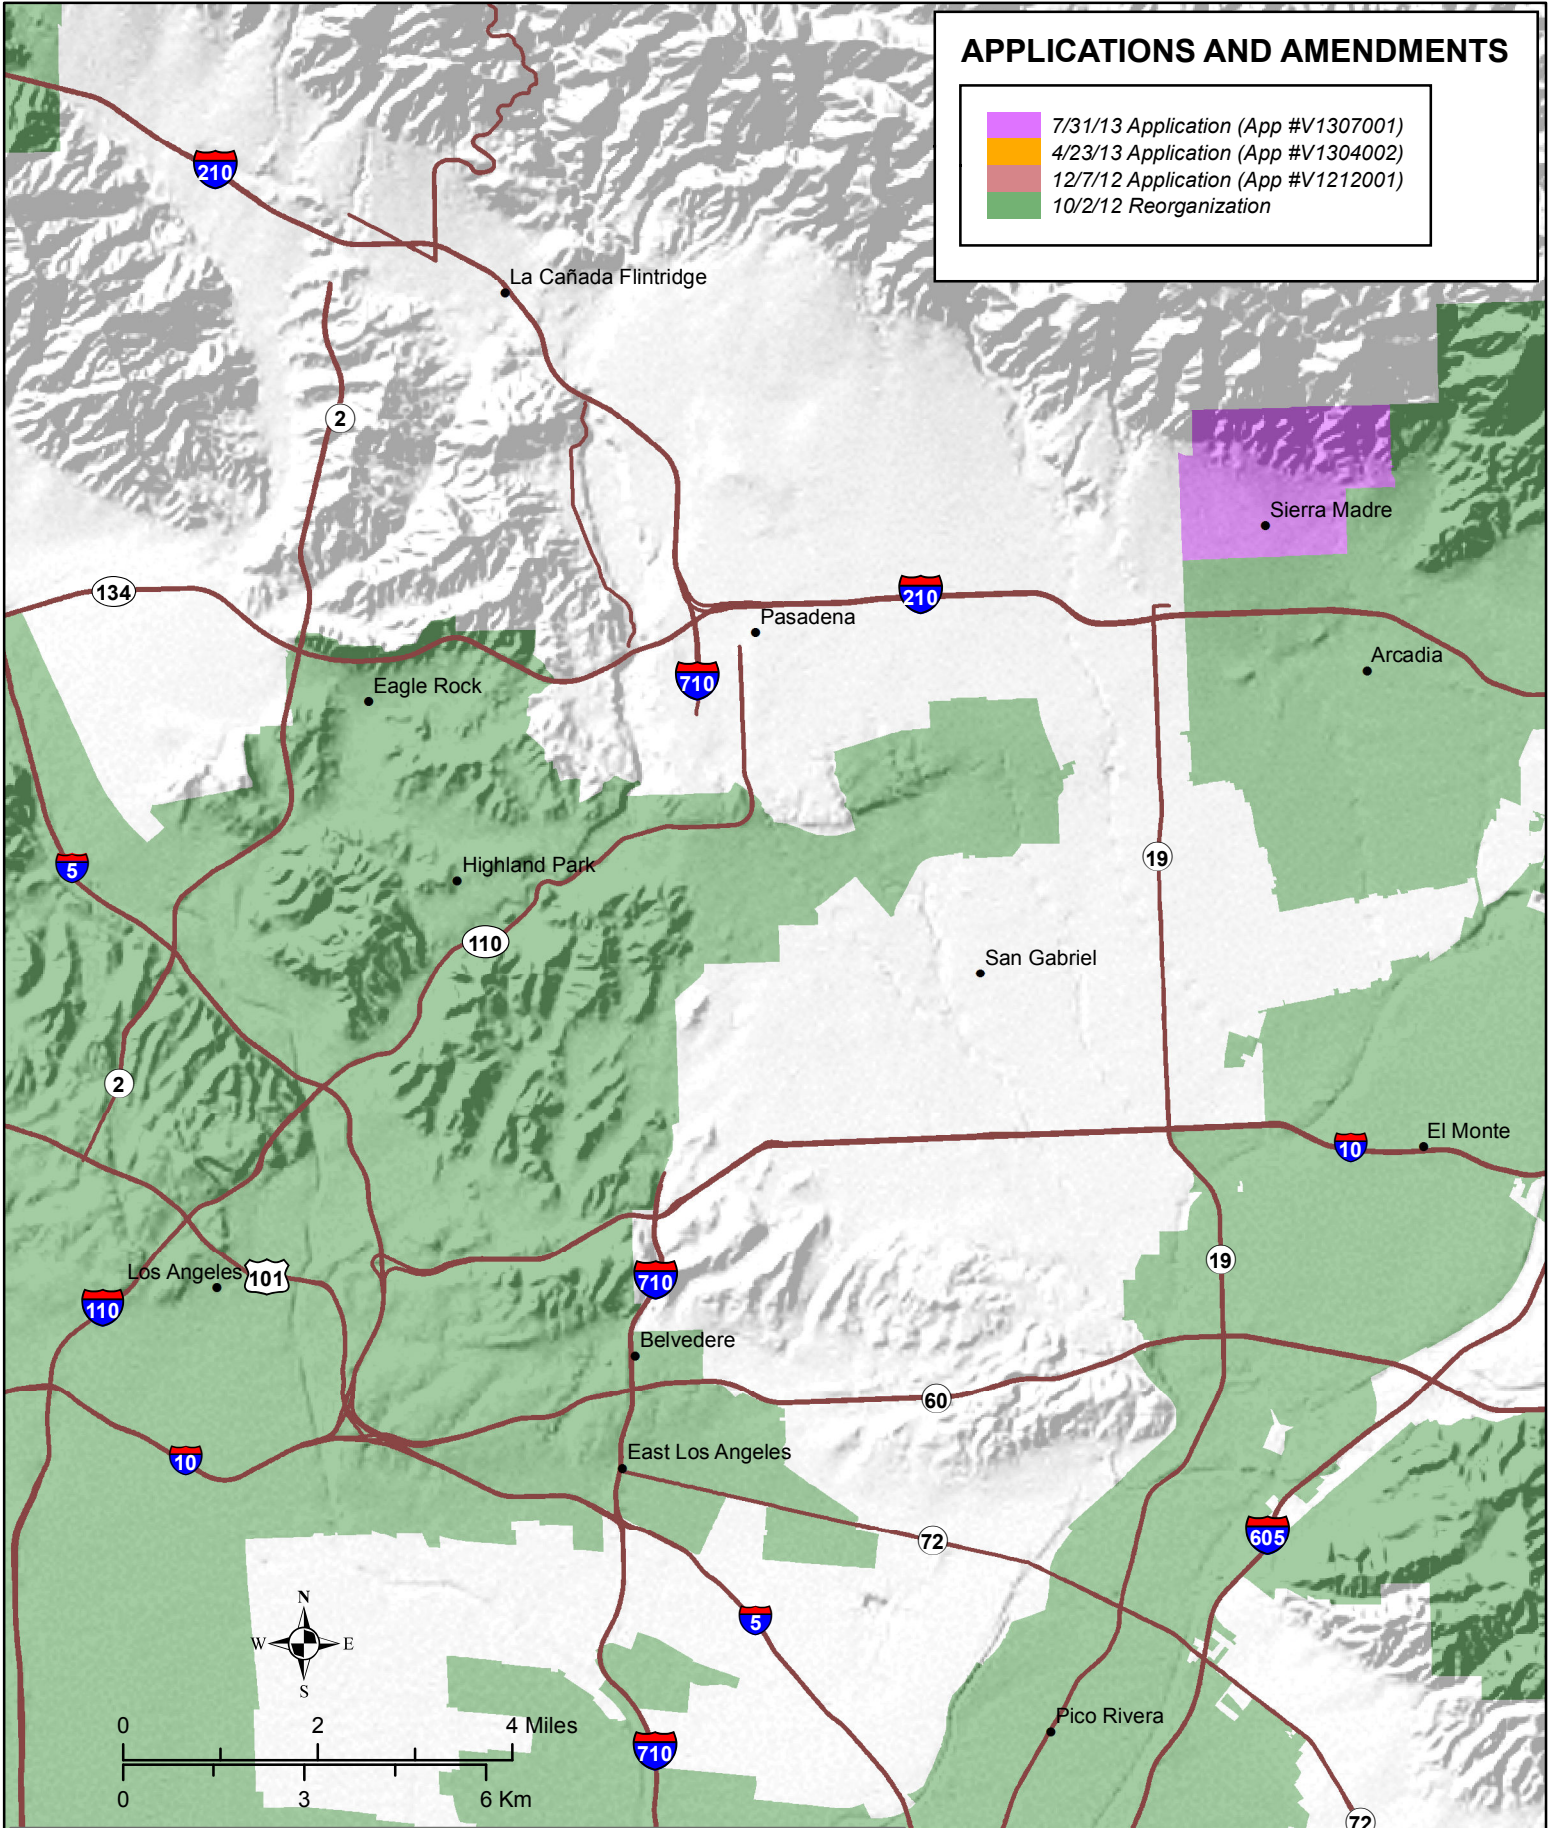 APPLICATIONS AND AMENDMENTS
7/31/13 Application (App #V1307001)
4/23/13 Application (App #V1304002)
12/7/12 Application (App #V1212001)
10/2/12 Reorganization
210
La Cañada Flintridge
2
Sierra Madre
134
210
Pasadena
Arcadia
710
Eagle Rock
19
5
Highland Park
110
San Gabriel
2
El Monte
10
19
Los Angeles
101
710
110
Belvedere
60
East Los Angeles
10
72
605
N
W
E
S
5
Pico Rivera
0
2
4 Miles
710
0
3
6 Km
72